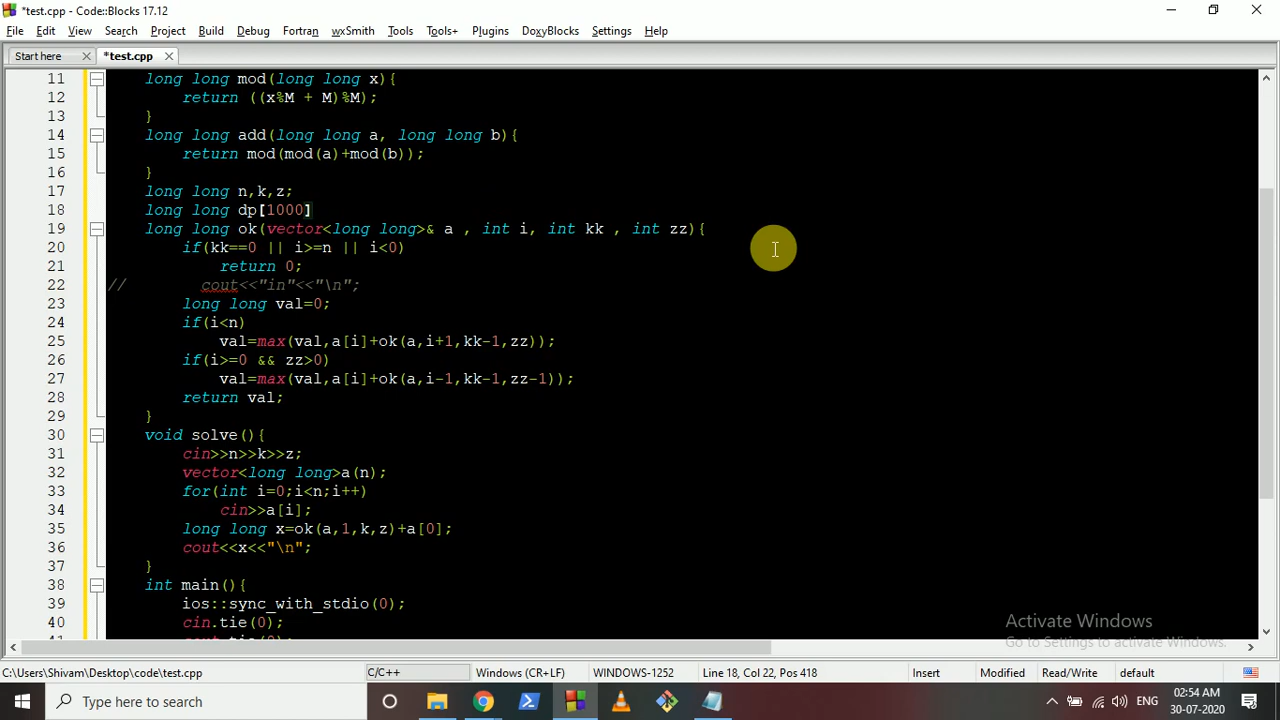 *test.cpp - Code::Blocks 17.12
File Edit View Search Project Build Debug Fortran wxSmith Tools Tools+ Plugins DoxyBlocks Settings Help
Start here *test.cpp
11 long long mod(long long x){
12 return ((x%M + M)%M);
13 }
14 long long add(long long a, long long b){
15 return mod(mod(a)+mod(b));
16 }
17 long long n,k,z;
18 long long dp[1000]
19 long long ok(vector<long long>& a , int i, int kk , int zz){
20 if(kk==0 || i>=n || i<0)
21 return 0;
22 // cout<<"in"<<"\n";
23 long long val=0;
24 if(i<n)
25 val=max(val,a[i]+ok(a,i+1,kk-1,zz));
26 if(i>=0 && zz>0)
27 val=max(val,a[i]+ok(a,i-1,kk-1,zz-1));
28 return val;
29 }
30 void solve(){
31 cin>>n>>k>>z;
32 vector<long long>a(n);
33 for(int i=0;i<n;i++)
34 cin>>a[i];
35 long long x=ok(a,1,k,z)+a[0];
36 cout<<x<<"\n";
37 }
38 int main(){
39 ios::sync_with_stdio(0);
40 cin.tie(0);
Activate Windows
Go to Settings to activate Windows.
C:\Users\Shivam\Desktop\code\test.cpp C/C++ Windows (CR+LF) WINDOWS-1252 Line 18, Col 22, Pos 418 Insert Modified Read/Write default
Type here to search ENG 02:54 AM
30-07-2020